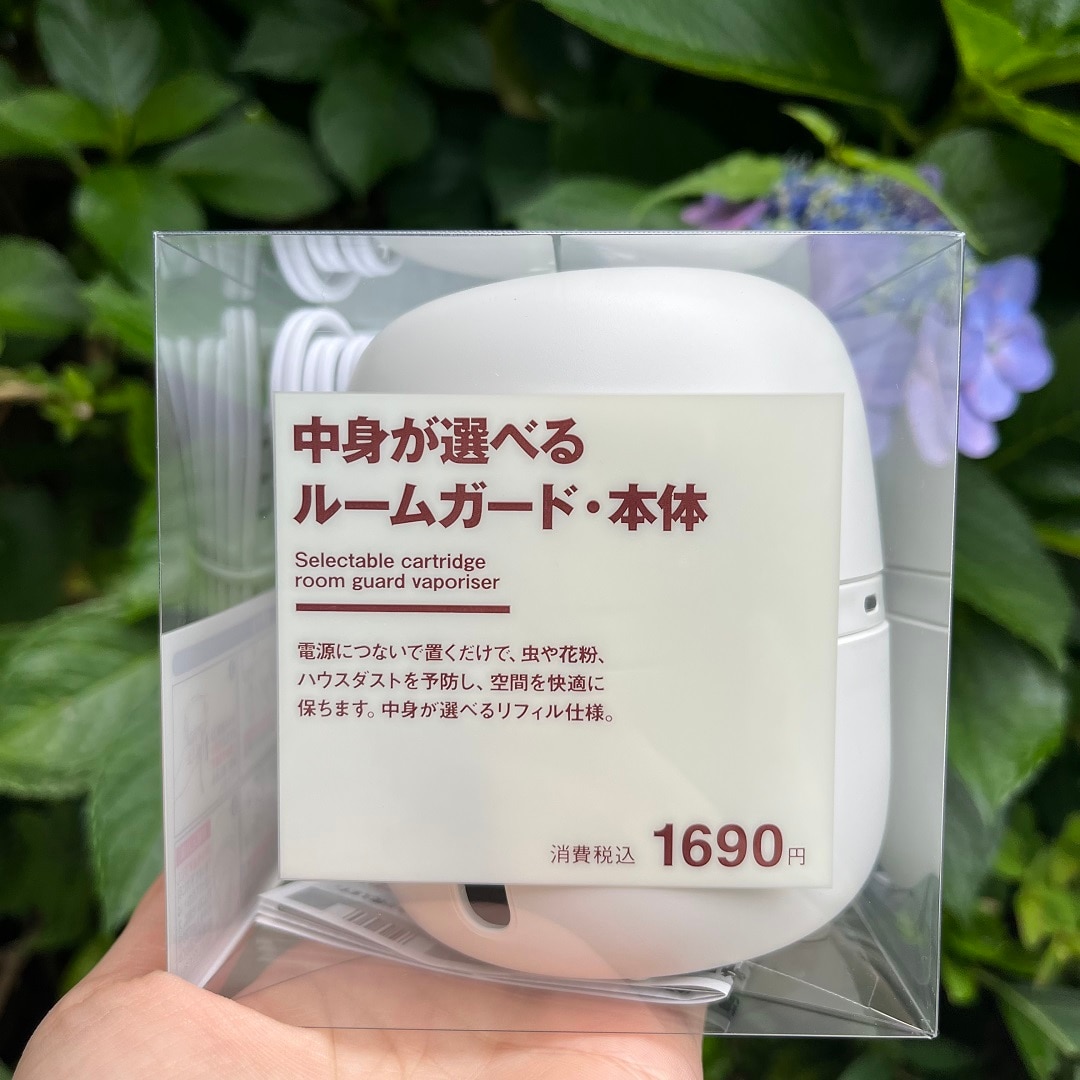 中身が選べる
ルームガード・本体
Selectable cartridge
room guard vaporiser
電源につないで置くだけで、虫や花粉、
ハウスダストを予防し、空間を快適に
保ちます。中身が選べるリフィル仕様。
消費税込 1690円